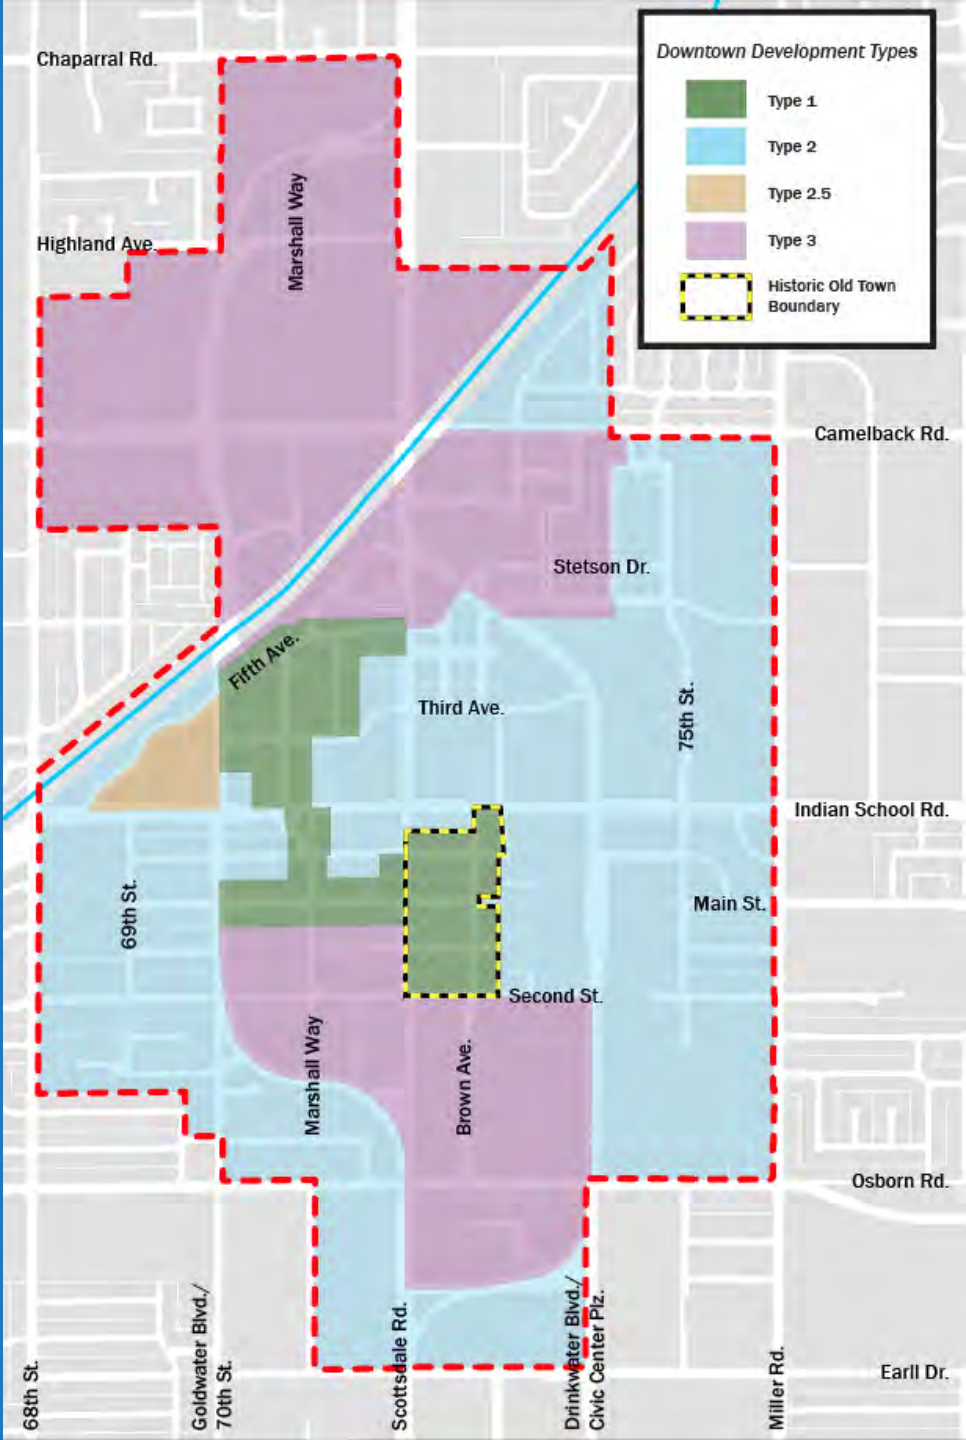 Downtown Development Types
Type 1
Type 2
Type 2.5
Type 3
Historic Old Town
Boundary
Chaparral Rd.
Marshall Way
Highland Ave.
Camelback Rd.
Stetson Dr.
Fifth Ave.
Third Ave.
75th St.
Indian School Rd.
69th St.
Main St.
Second St.
Marshall Way
Brown Ave.
Osborn Rd.
Earll Dr.
68th St.
Goldwater Blvd./
70th St.
Scottsdale Rd.
Drinkwater Blvd./
Civic Center Plz.
Miller Rd.